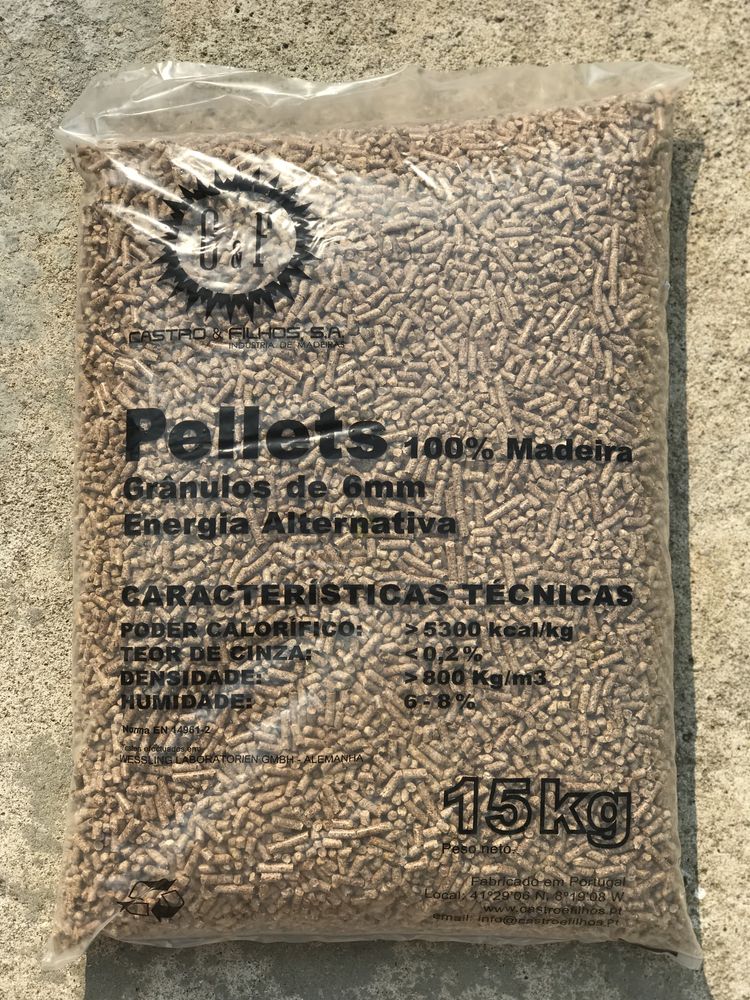 C & P
CASTRO & FILHOS, S.A.
INDÚSTRIA DE MADEIRAS
Pellets 100% Madeira
Grânulos de 6mm
Energia Alternativa
CARACTERÍSTICAS TÉCNICAS
PODER CALORÍFICO: > 5300 kcal/kg
TEOR DE CINZA: < 0,2%
DENSIDADE: > 800 Kg/m3
HUMIDADE: 6 - 8%
Norma EN 14961-2
Testes efectuados em:
WESSLING LABORATORIEN GMBH - ALEMANHA
15kg
Peso neto
Fabricado em Portugal
Local: 41°29'06 N, 8°19'08 W
www.castroefilhos.pt
email: info@castroefilhos.Pt